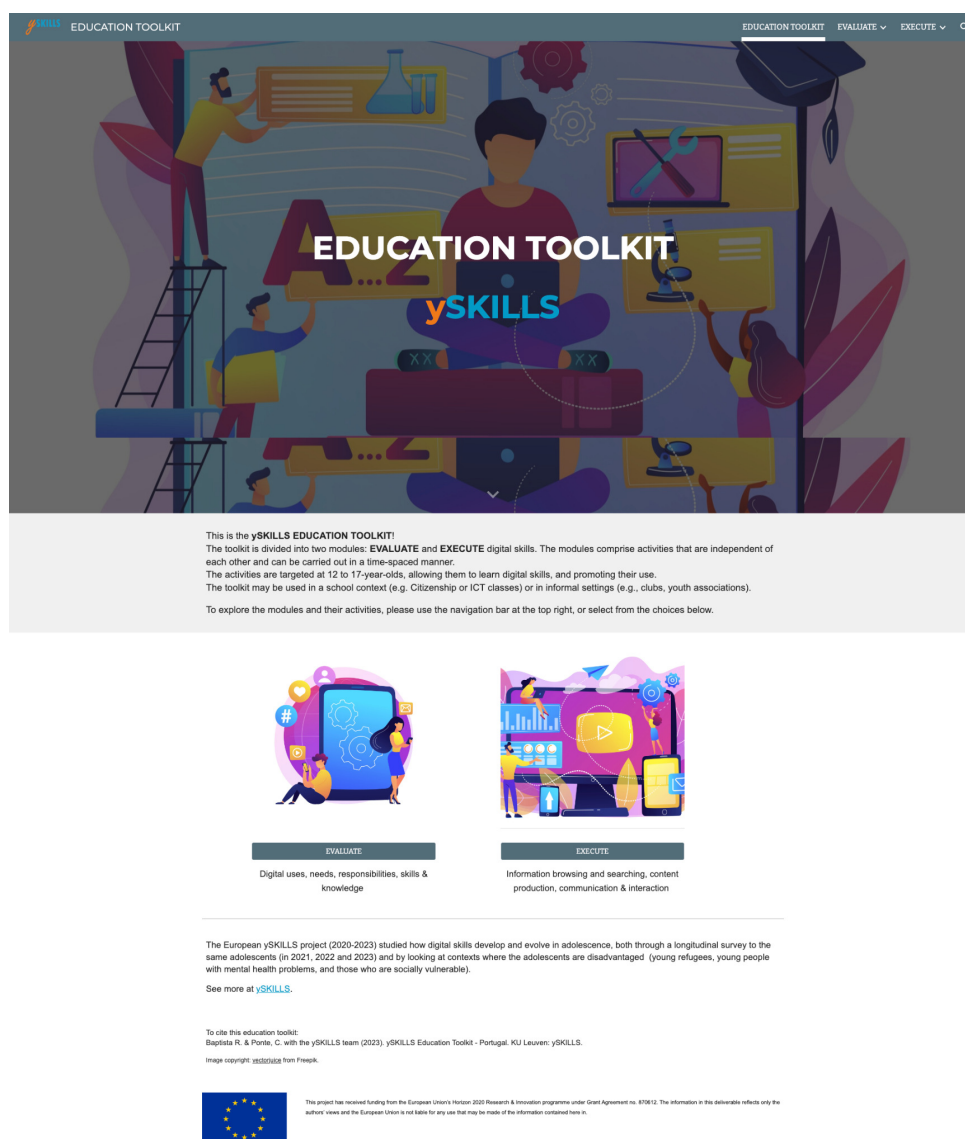 ySKILLS EDUCATION TOOLKIT
EDUCATION TOOLKIT EVALUATE EXECUTE
A...Z
EDUCATION TOOLKIT
ySKILLS
A...Z
This is the ySKILLS EDUCATION TOOLKIT!
The toolkit is divided into two modules: EVALUATE and EXECUTE digital skills. The modules comprise activities that are independent of
each other and can be carried out in a time-spaced manner.
The activities are targeted at 12 to 17-year-olds, allowing them to learn digital skills, and promoting their use.
The toolkit may be used in a school context (e.g. Citizenship or ICT classes) or in informal settings (e.g., clubs, youth associations).
To explore the modules and their activities, please use the navigation bar at the top right, or select from the choices below.
#
EVALUATE
Digital uses, needs, responsibilities, skills &
knowledge
EXECUTE
Information browsing and searching, content
production, communication & interaction
The European ySKILLS project (2020-2023) studied how digital skills develop and evolve in adolescence, both through a longitudinal survey to the
same adolescents (in 2021, 2022 and 2023) and by looking at contexts where the adolescents are disadvantaged (young refugees, young people
with mental health problems, and those who are socially vulnerable).
See more at ySKILLS.
To cite this education toolkit:
Baptista R. & Ponte, C. with the ySKILLS team (2023). ySKILLS Education Toolkit - Portugal. KU Leuven: ySKILLS.
Image copyright: vectorjuice from Freepik.
This project has received funding from the European Union's Horizon 2020 Research & Innovation programme under Grant Agreement no. 870612. The information in this deliverable reflects only the
authors' views and the European Union is not liable for any use that may be made of the information contained here in.